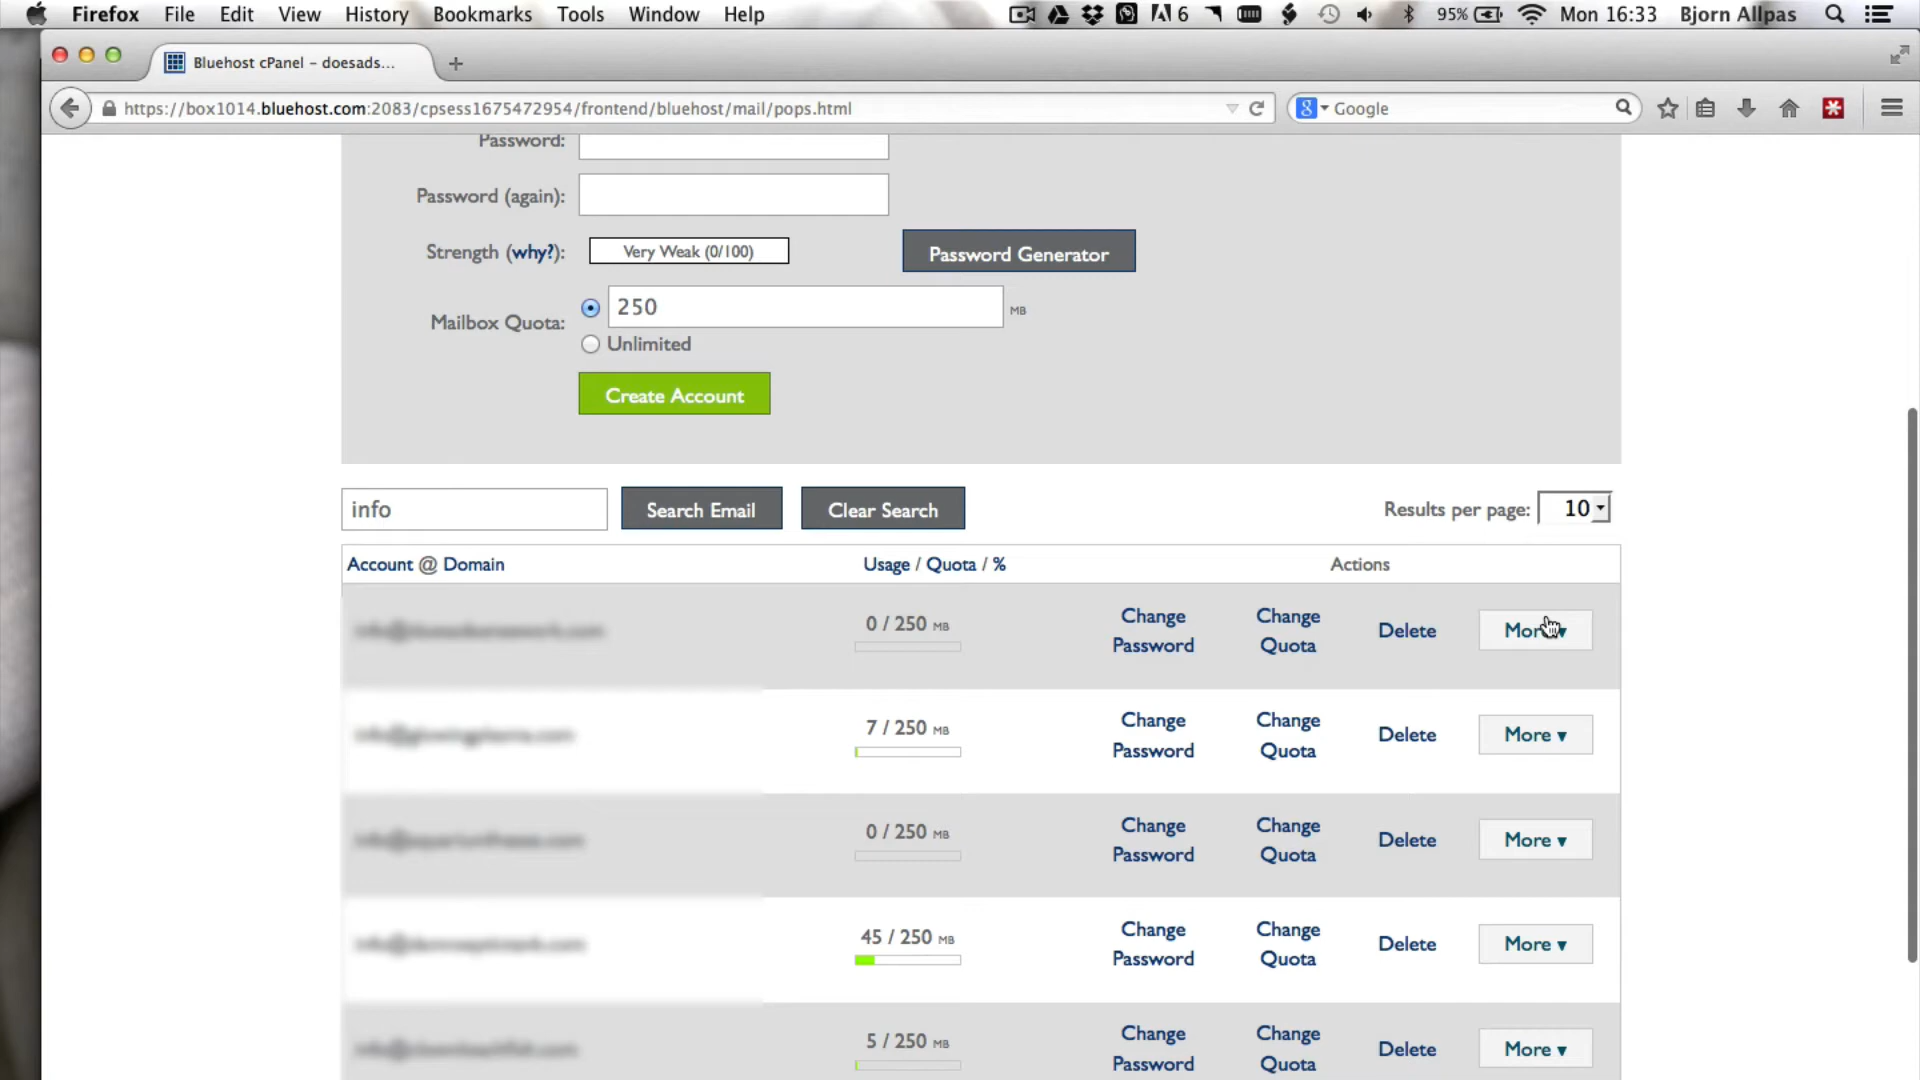 Firefox File Edit View History Bookmarks Tools Window Help 6 95% Mon 16:33 Bjorn Allpas
Bluehost cPanel – doesads...
https://box1014.bluehost.com:2083/cpsess1675472954/frontend/bluehost/mail/pops.html Google
Password:
Password (again):
Strength (why?): Very Weak (0/100) Password Generator
Mailbox Quota: 250 MB
Unlimited
Create Account
info Search Email Clear Search Results per page: 10
Account @ Domain Usage / Quota / % Actions
0 / 250 MB Change Password Change Quota Delete More ▾
7 / 250 MB Change Password Change Quota Delete More ▾
0 / 250 MB Change Password Change Quota Delete More ▾
45 / 250 MB Change Password Change Quota Delete More ▾
5 / 250 MB Change Password Change Quota Delete More ▾